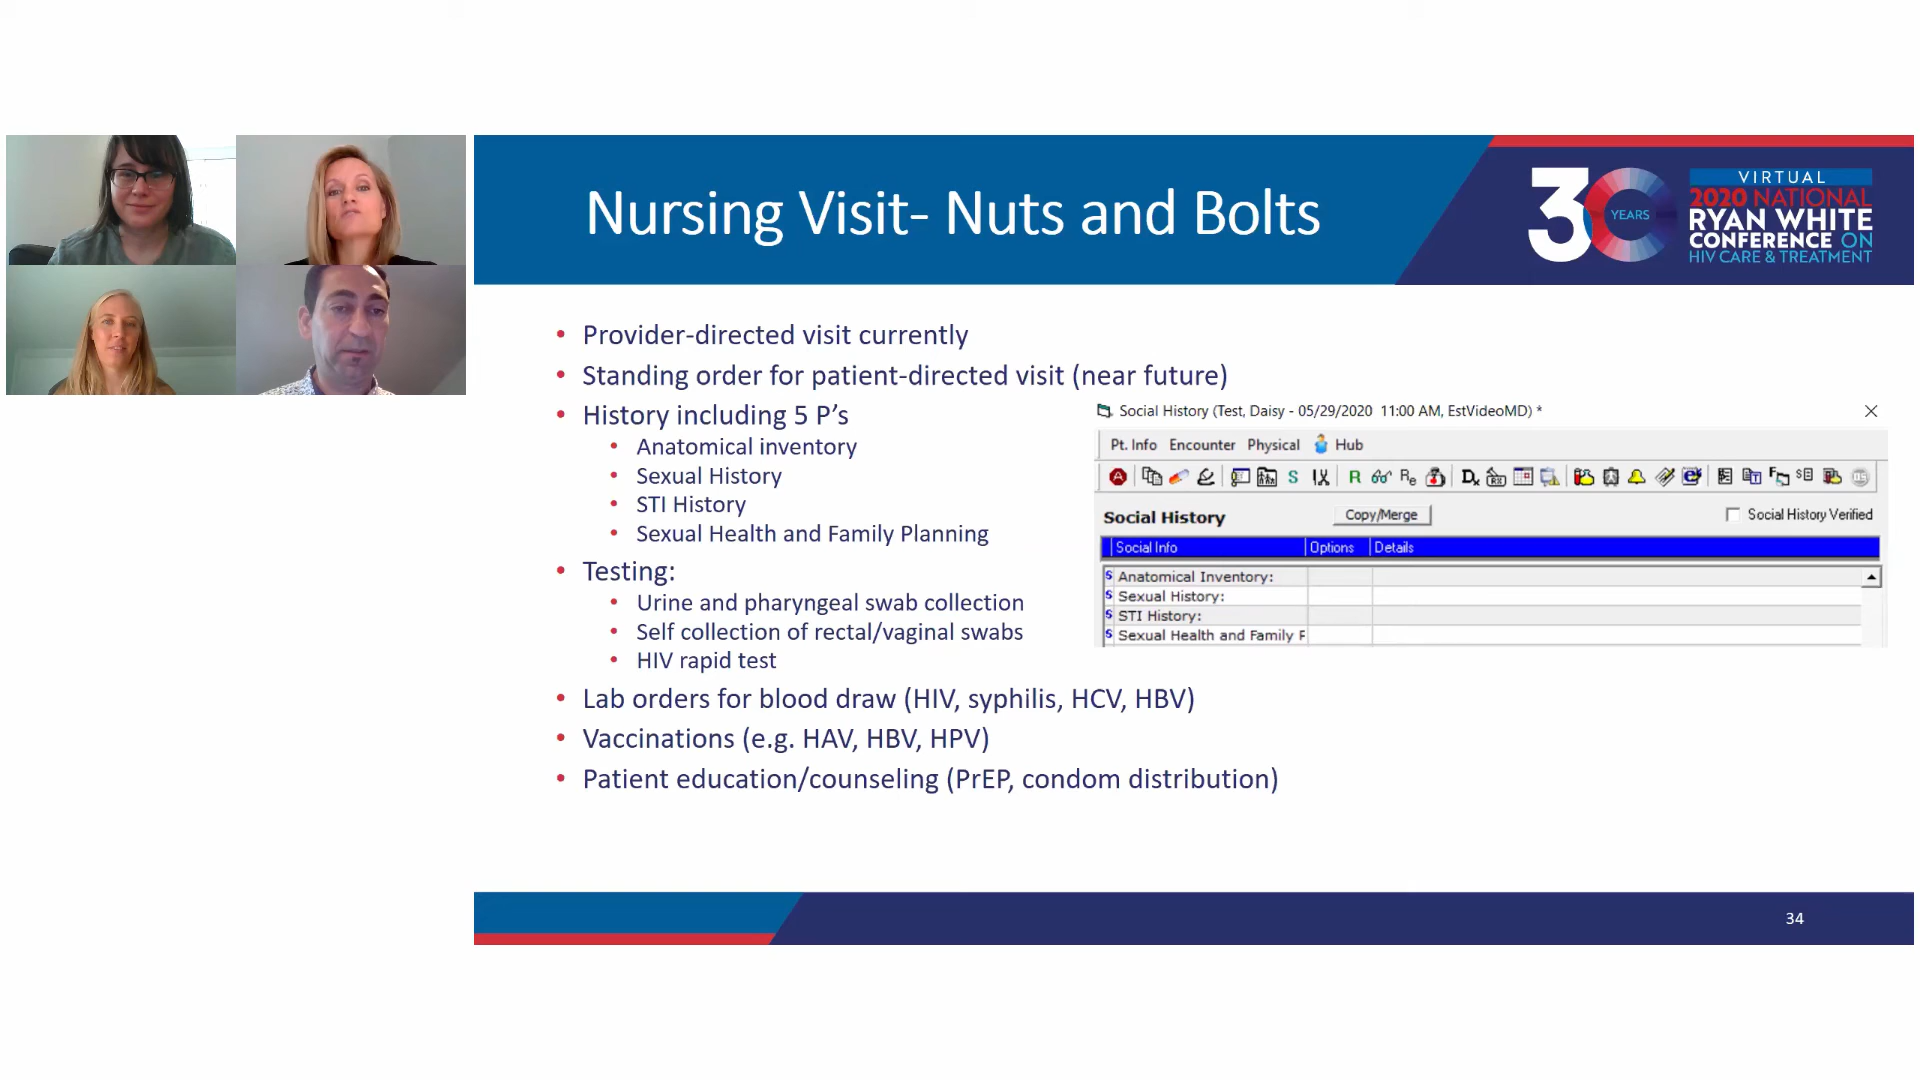 Nursing Visit- Nuts and Bolts
30
YEARS
VIRTUAL
2020 NATIONAL
RYAN WHITE
CONFERENCE ON
HIV CARE & TREATMENT
• Provider-directed visit currently
• Standing order for patient-directed visit (near future)
• History including 5 P’s
• Anatomical inventory
• Sexual History
• STI History
• Sexual Health and Family Planning
• Testing:
• Urine and pharyngeal swab collection
• Self collection of rectal/vaginal swabs
• HIV rapid test
• Lab orders for blood draw (HIV, syphilis, HCV, HBV)
• Vaccinations (e.g. HAV, HBV, HPV)
• Patient education/counseling (PrEP, condom distribution)
Social History (Test, Daisy - 05/29/2020 11:00 AM, EstVideoMD) *
Pt. Info Encounter Physical Hub
Social History Copy/Merge Social History Verified
Social Info Options Details
S Anatomical Inventory:
S Sexual History:
S STI History:
S Sexual Health and Family P
34